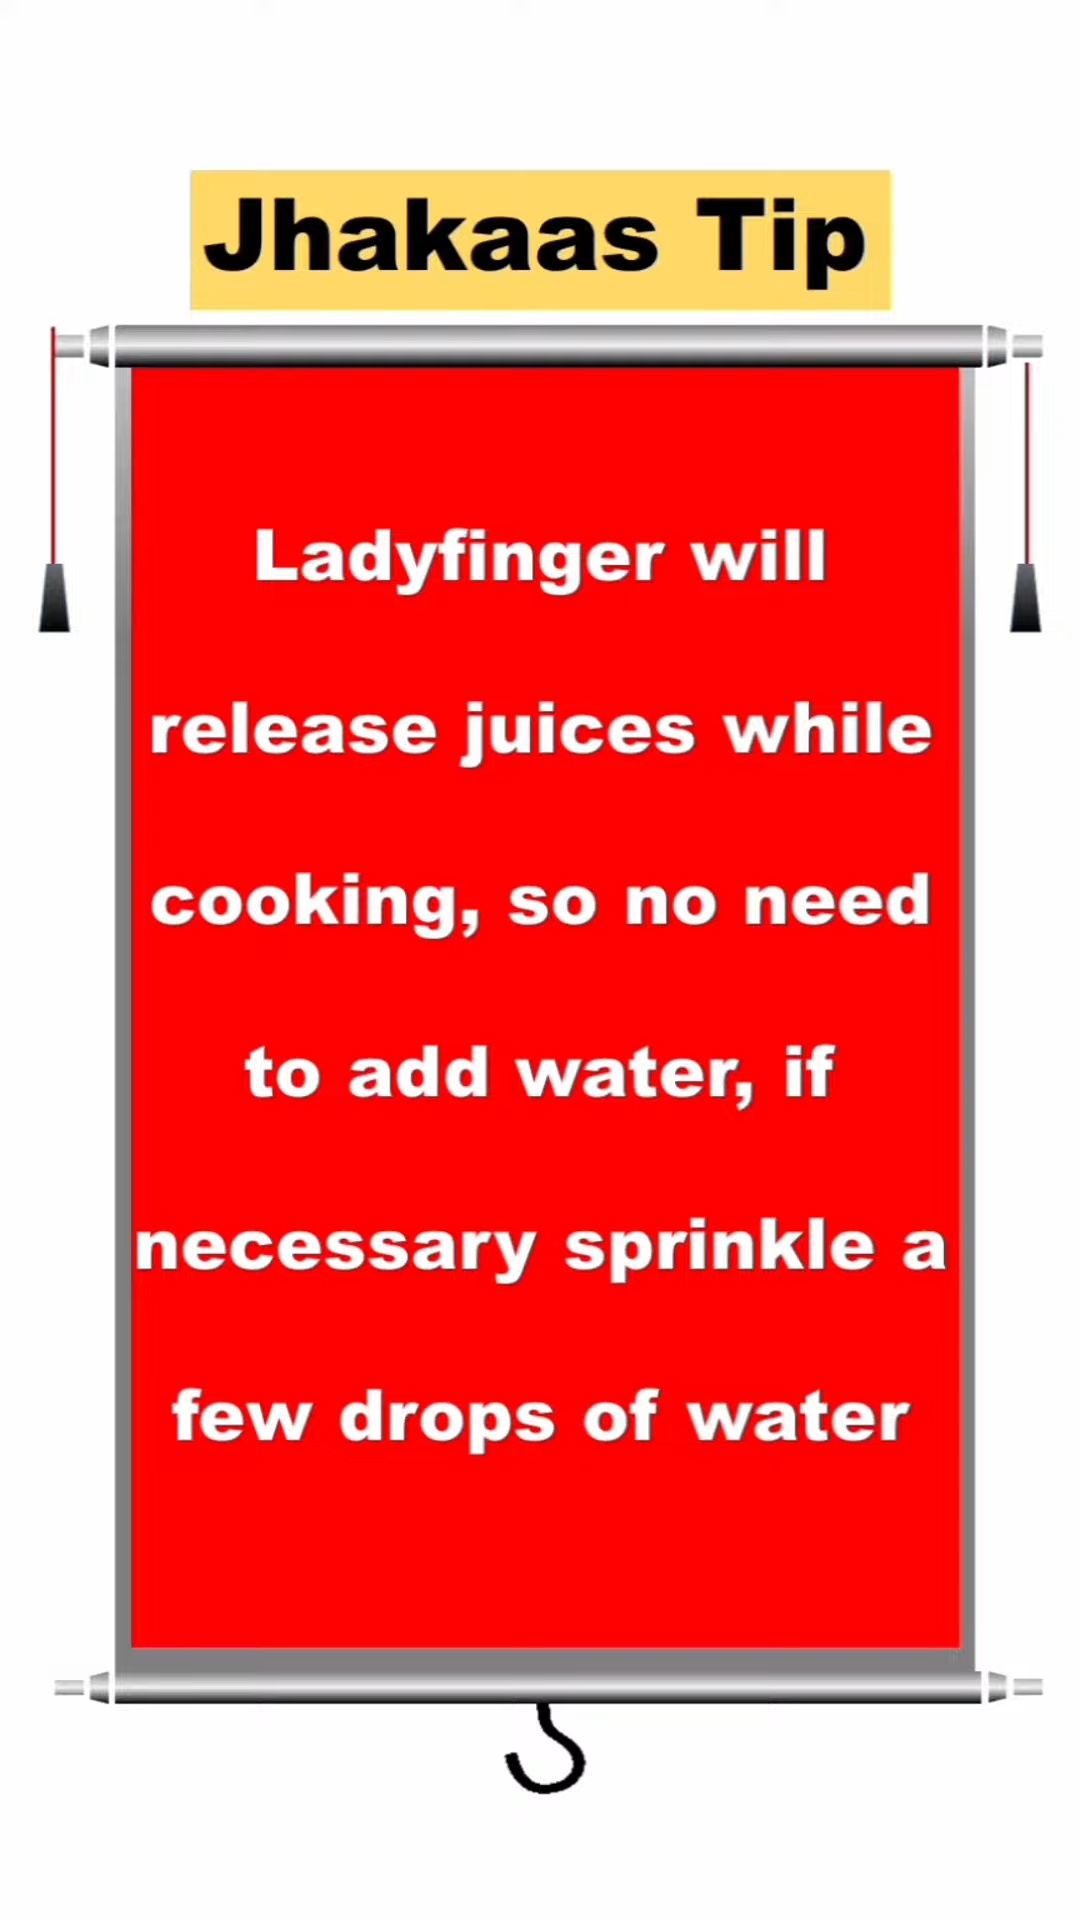 Jhakaas Tip
Ladyfinger will
release juices while
cooking, so no need
to add water, if
necessary sprinkle a
few drops of water